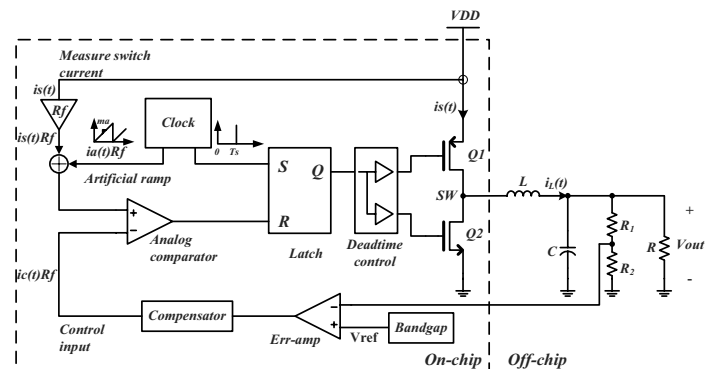 VDD
Measure switch
current
is(t)
Rf
is(t)Rf
ma
ia(t)Rf
Artificial ramp
Clock
0 Ts
is(t)
S
Q
R
Latch
Deadtime
control
Q1
SW
Q2
L
iL(t)
C
R1
R2
R
+
Vout
-
+
-
Analog
comparator
ic(t)Rf
Control
input
Compensator
-
+
Err-amp
Vref
Bandgap
On-chip
Off-chip